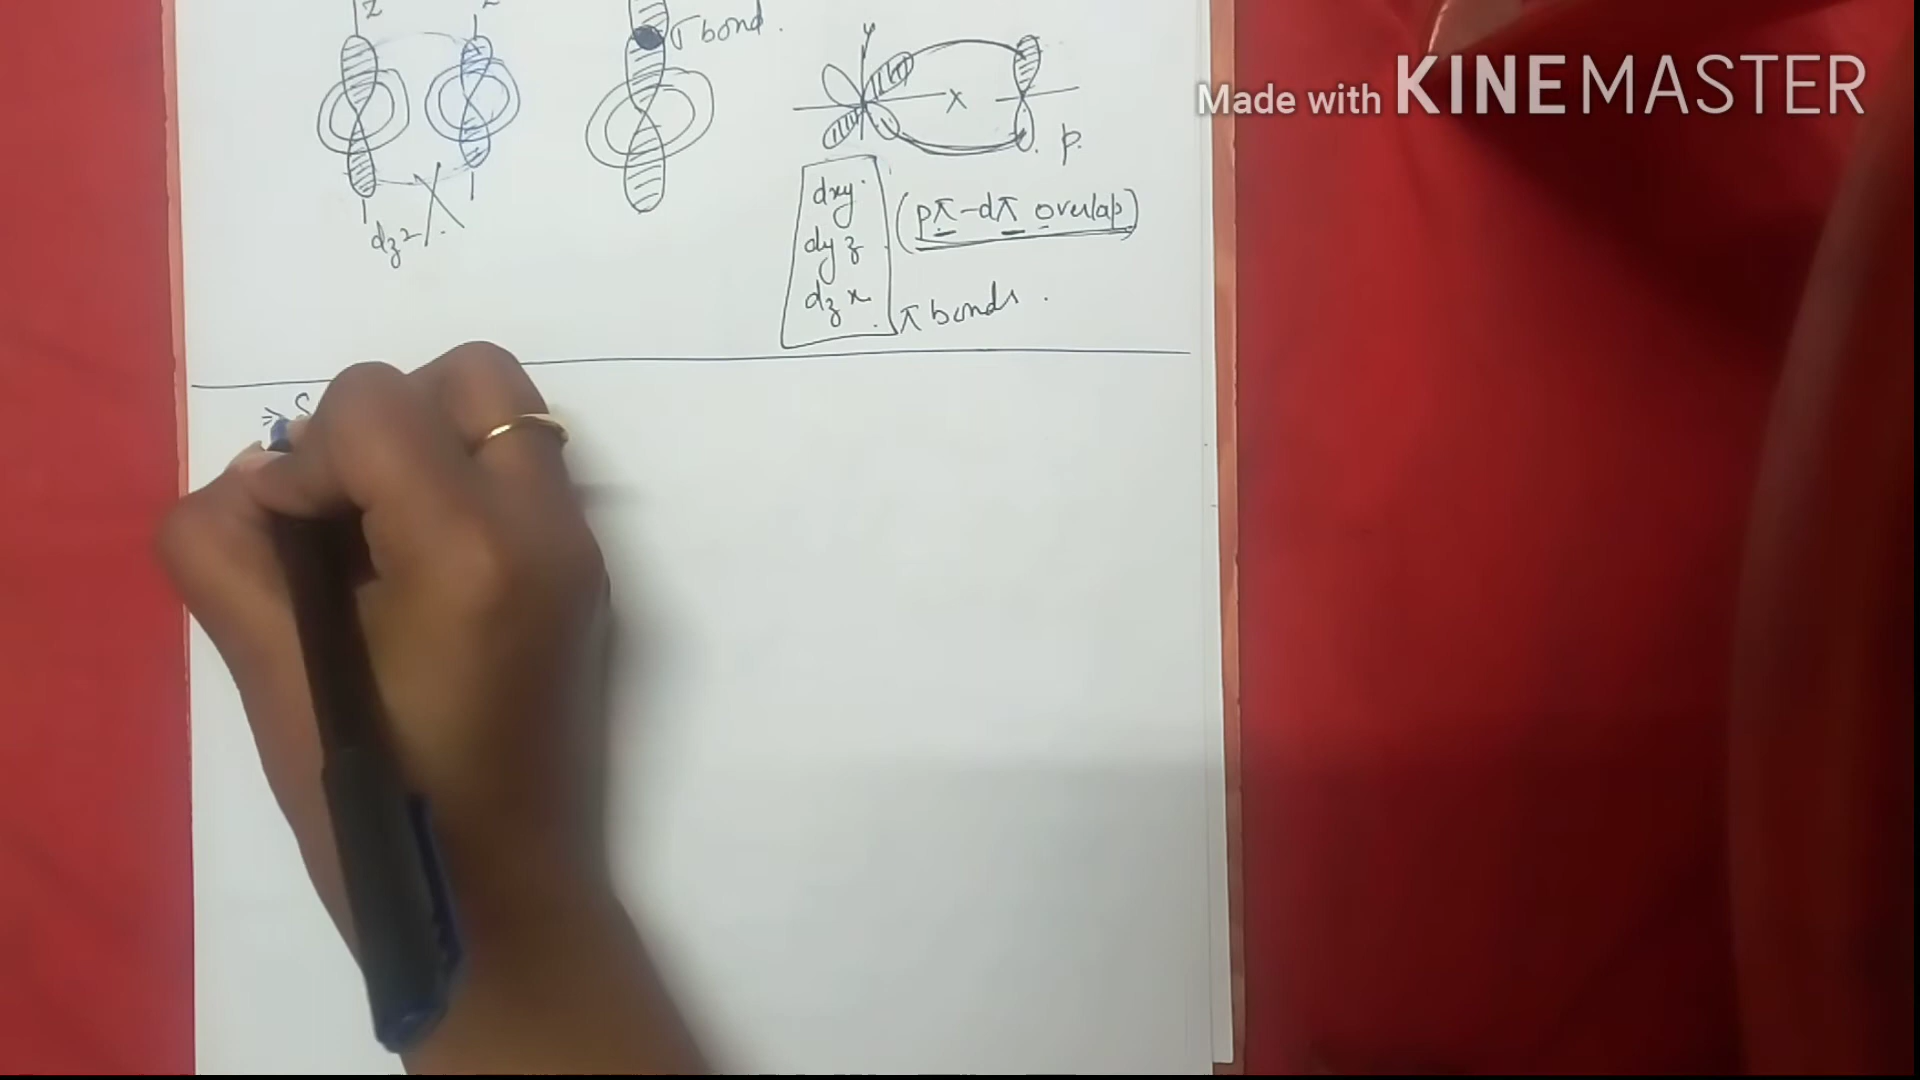 Z
σ bond.
y
x
p.
dz²
dxy
dyz
dzx
(pπ-dπ overlap)
π bonds.
⇒ S
Made with KINEMASTER